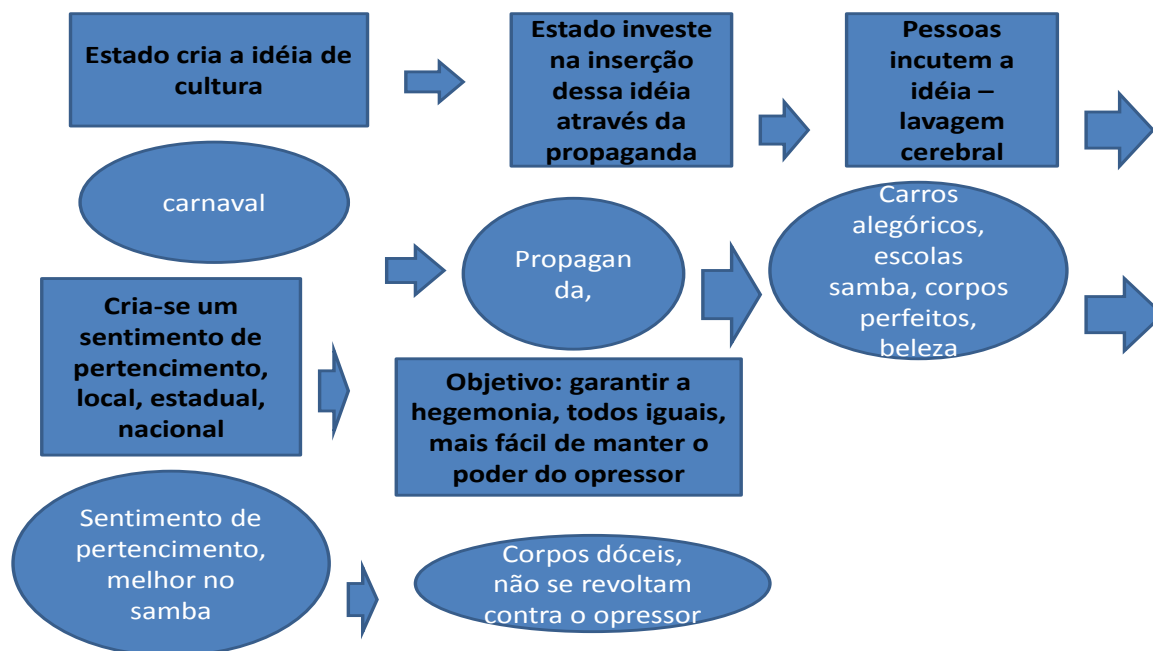 Estado cria a idéia de
cultura
Estado investe
na inserção
dessa idéia
através da
propaganda
Pessoas
incutem a
idéia –
lavagem
cerebral
carnaval
Propagan
da,
Carros
alegóricos,
escolas
samba, corpos
perfeitos,
beleza
Cria-se um
sentimento de
pertencimento,
local, estadual,
nacional
Objetivo: garantir a
hegemonia, todos iguais,
mais fácil de manter o
poder do opressor
Sentimento de
pertencimento,
melhor no
samba
Corpos dóceis,
não se revoltam
contra o opressor